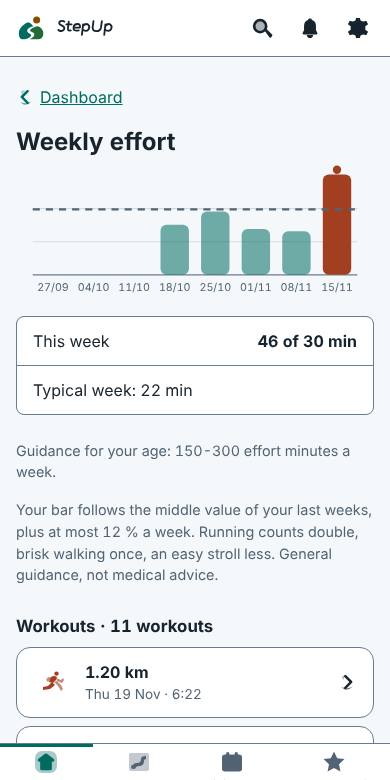 StepUp
Dashboard
Weekly effort
27/09 04/10 11/10 18/10 25/10 01/11 08/11 15/11
This week 46 of 30 min
Typical week: 22 min
Guidance for your age: 150-300 effort minutes a
week.
Your bar follows the middle value of your last weeks,
plus at most 12 % a week. Running counts double,
brisk walking once, an easy stroll less. General
guidance, not medical advice.
Workouts · 11 workouts
1.20 km
Thu 19 Nov · 6:22